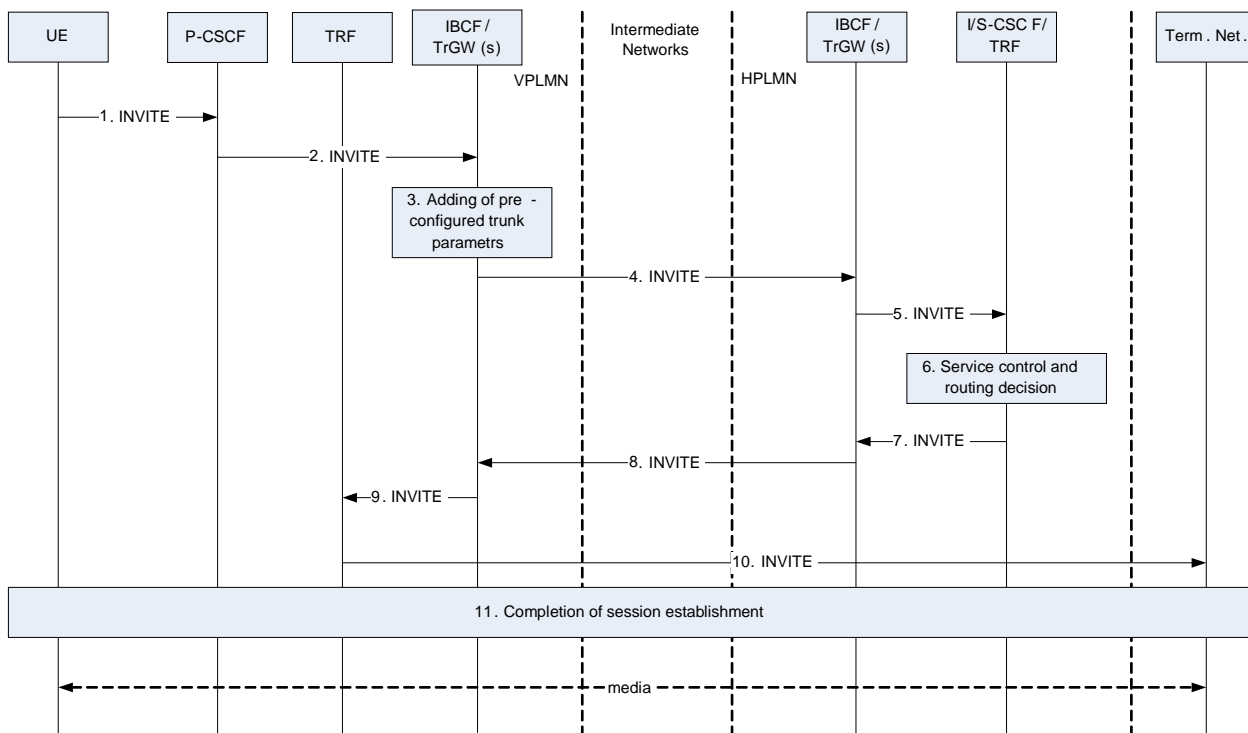 UE
P-CSCF
TRF
IBCF /
TrGW (s)
Intermediate
Networks
IBCF /
TrGW (s)
I/S-CSC F/
TRF
Term . Net .
VPLMN
HPLMN
1. INVITE
2. INVITE
3. Adding of pre -
configured trunk
parametrs
4. INVITE
5. INVITE
6. Service control and
routing decision
7. INVITE
8. INVITE
9. INVITE
10. INVITE
11. Completion of session establishment
media